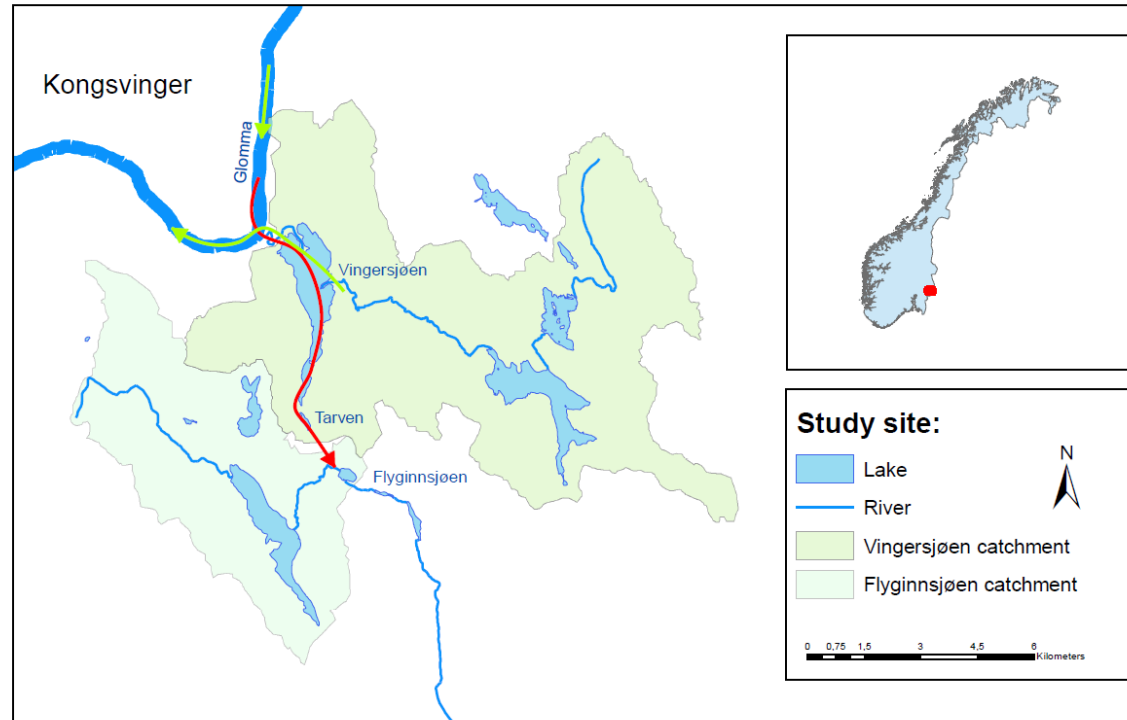 Kongsvinger
Glomma
Vingersjøen
Tarven
Flyginnsjøen
Study site:
Lake
River
Vingersjøen catchment
Flyginnsjøen catchment
N
0 0,75 1,5 3 4,5 6
Kilometers